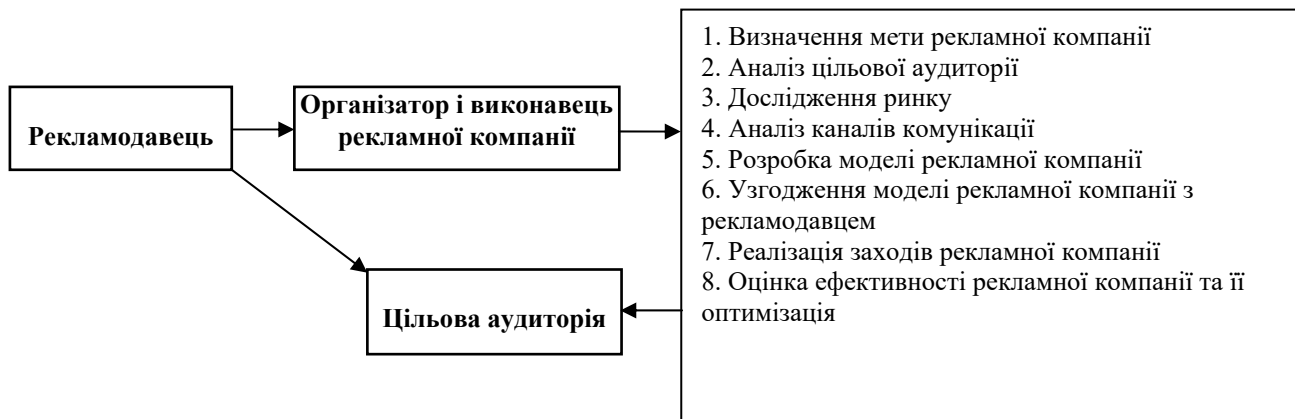 Рекламодавець
Організатор і виконавець
рекламної компанії
1. Визначення мети рекламної компанії
2. Аналіз цільової аудиторії
3. Дослідження ринку
4. Аналіз каналів комунікації
5. Розробка моделі рекламної компанії
6. Узгодження моделі рекламної компанії з
рекламодавцем
7. Реалізація заходів рекламної компанії
8. Оцінка ефективності рекламної компанії та її
оптимізація
Цільова аудиторія